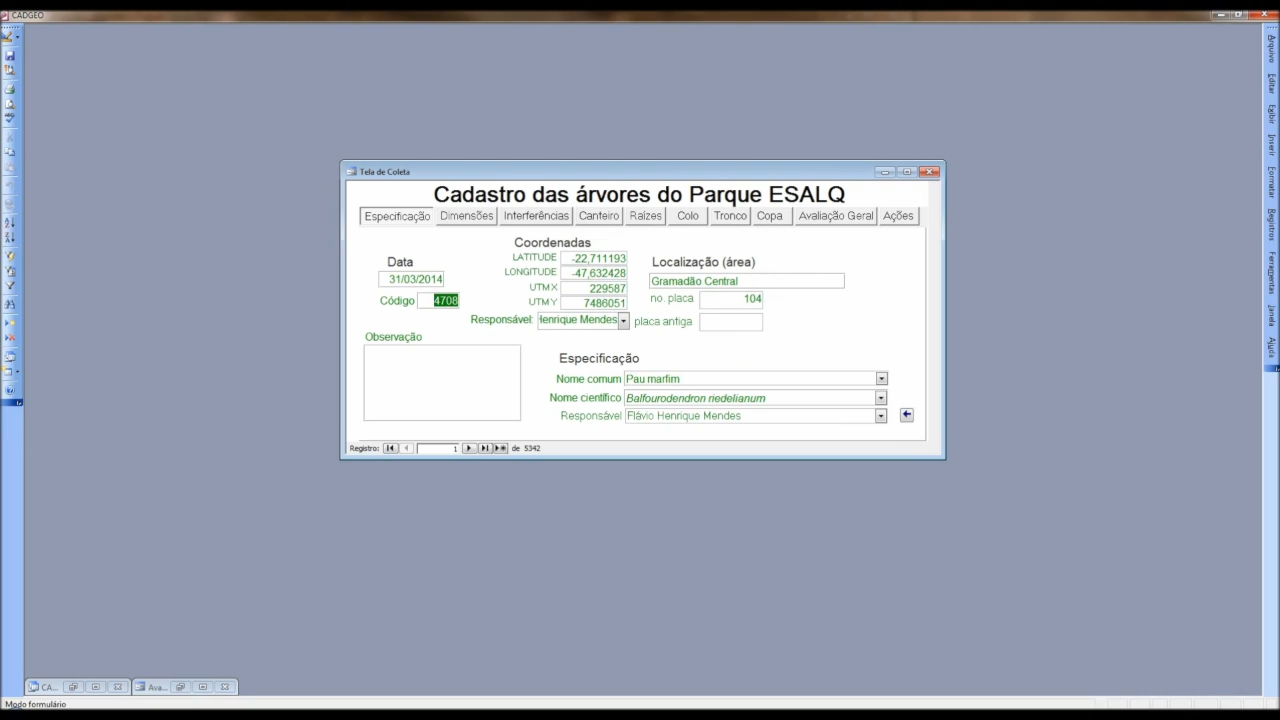 CADGEO
Arquivo
Editar
Exibir
Inserir
Formatar
Registros
Ferramentas
Janela
Ajuda
Tela de Coleta
Cadastro das árvores do Parque ESALQ
Especificação Dimensões Interferências Canteiro Raízes Colo Tronco Copa Avaliação Geral Ações
Coordenadas
Data
LATITUDE -22,711193
Localização (área)
31/03/2014
LONGITUDE -47,632428
Gramadão Central
UTM X 229587
Código 4708
UTM Y 7486051
no. placa 104
Responsável: Henrique Mendes
placa antiga
Observação
Especificação
Nome comum Pau marfim
Nome científico Balfourodendron riedelianum
Responsável Flávio Henrique Mendes
Registro: 1 de 5342
CA... Ava...
Modo formulário